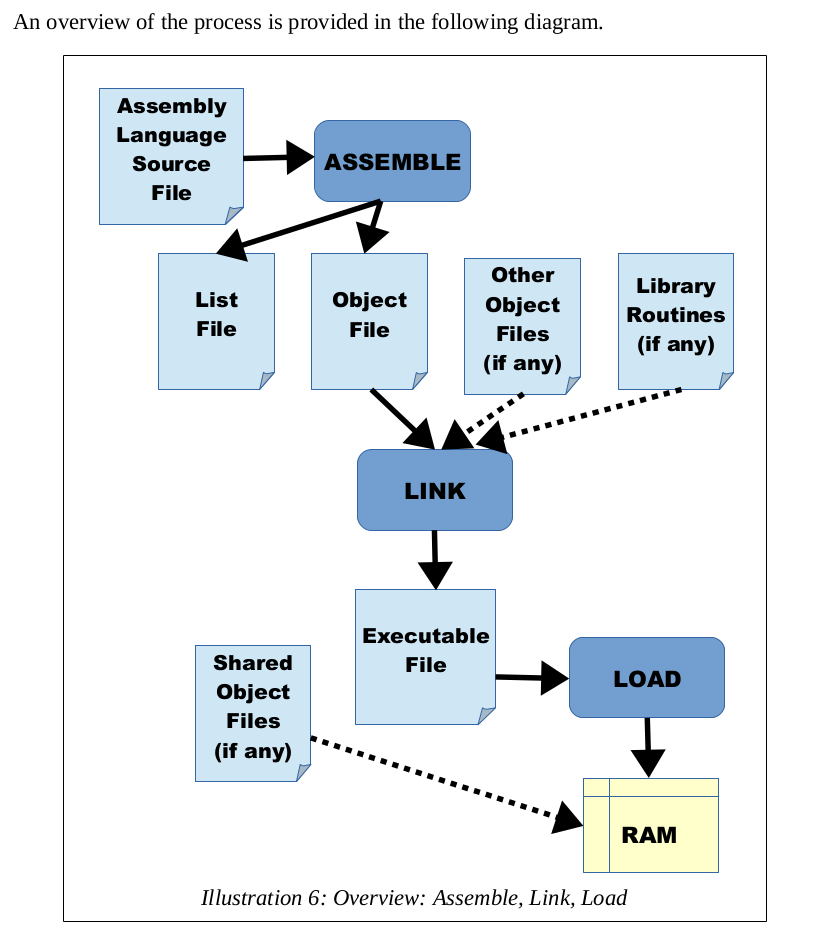 An overview of the process is provided in the following diagram.
Assembly
Language
Source
File
ASSEMBLE
List
File
Object
File
Other
Object
Files
(if any)
Library
Routines
(if any)
LINK
Executable
File
Shared
Object
Files
(if any)
LOAD
RAM
Illustration 6: Overview: Assemble, Link, Load